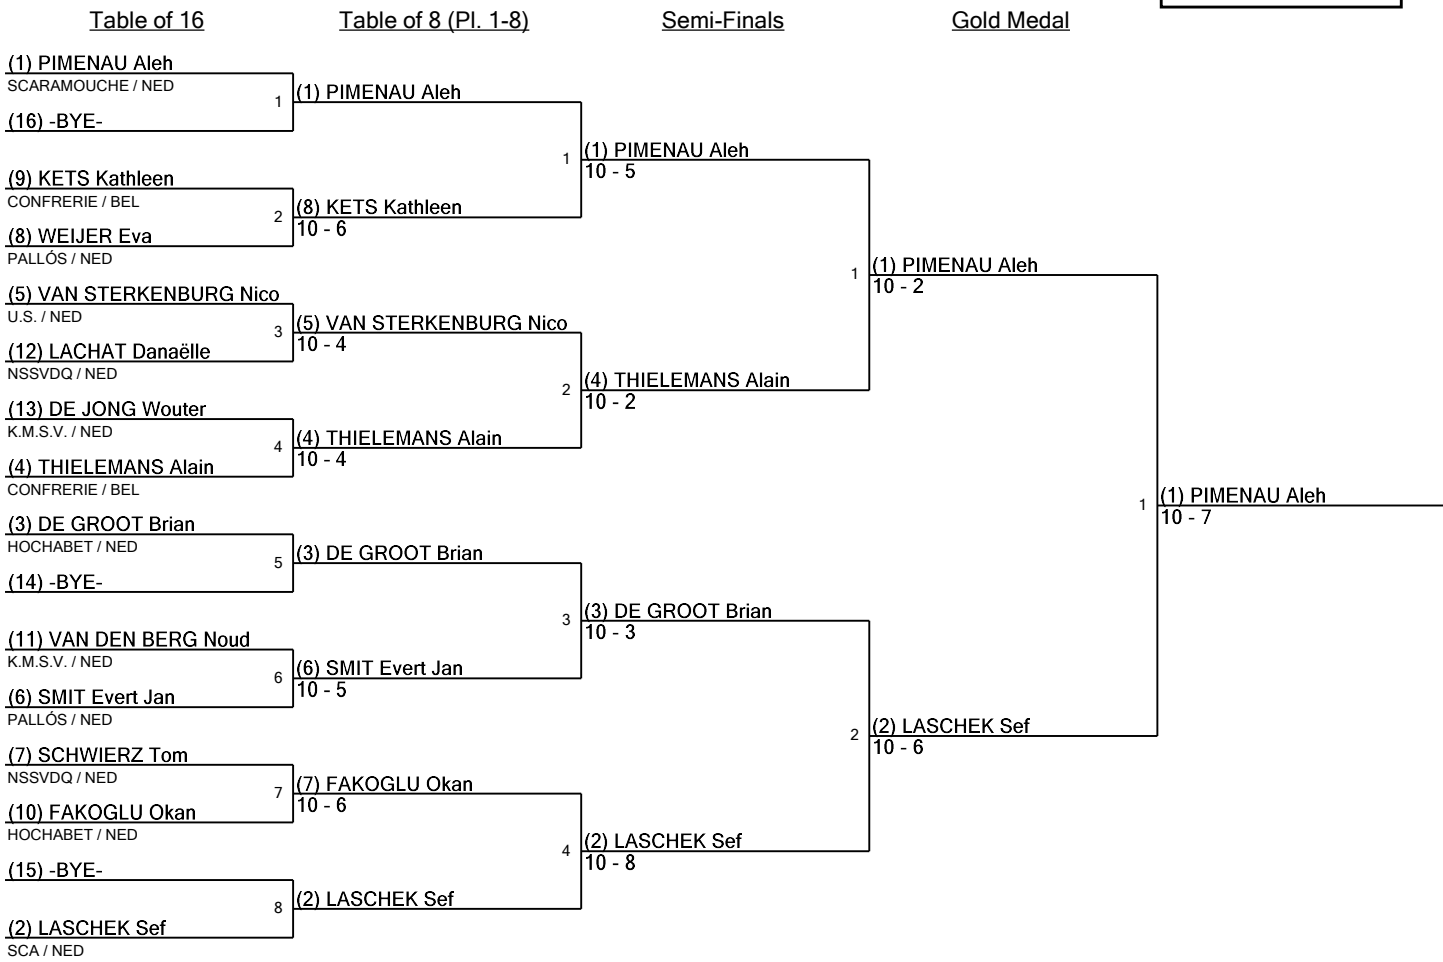 Table of 16
Table of 8 (Pl. 1-8)
Semi-Finals
Gold Medal
(1) PIMENAU Aleh
SCARAMOUCHE / NED
(16) -BYE-
(9) KETS Kathleen
CONFRERIE / BEL
(8) WEIJER Eva
PALLÓS / NED
(5) VAN STERKENBURG Nico
U.S. / NED
(12) LACHAT Danaëlle
NSSVDQ / NED
(13) DE JONG Wouter
K.M.S.V. / NED
(4) THIELEMANS Alain
CONFRERIE / BEL
(3) DE GROOT Brian
HOCHABET / NED
(14) -BYE-
(11) VAN DEN BERG Noud
K.M.S.V. / NED
(6) SMIT Evert Jan
PALLÓS / NED
(7) SCHWIERZ Tom
NSSVDQ / NED
(10) FAKOGLU Okan
HOCHABET / NED
(15) -BYE-
(2) LASCHEK Sef
SCA / NED
1 (1) PIMENAU Aleh
2 (8) KETS Kathleen
10 - 6
3 (5) VAN STERKENBURG Nico
10 - 4
4 (4) THIELEMANS Alain
10 - 4
5 (3) DE GROOT Brian
6 (6) SMIT Evert Jan
10 - 5
7 (7) FAKOGLU Okan
10 - 6
8 (2) LASCHEK Sef
1 (1) PIMENAU Aleh
10 - 5
2 (4) THIELEMANS Alain
10 - 2
3 (3) DE GROOT Brian
10 - 3
4 (2) LASCHEK Sef
10 - 8
1 (1) PIMENAU Aleh
10 - 2
2 (2) LASCHEK Sef
10 - 6
1 (1) PIMENAU Aleh
10 - 7